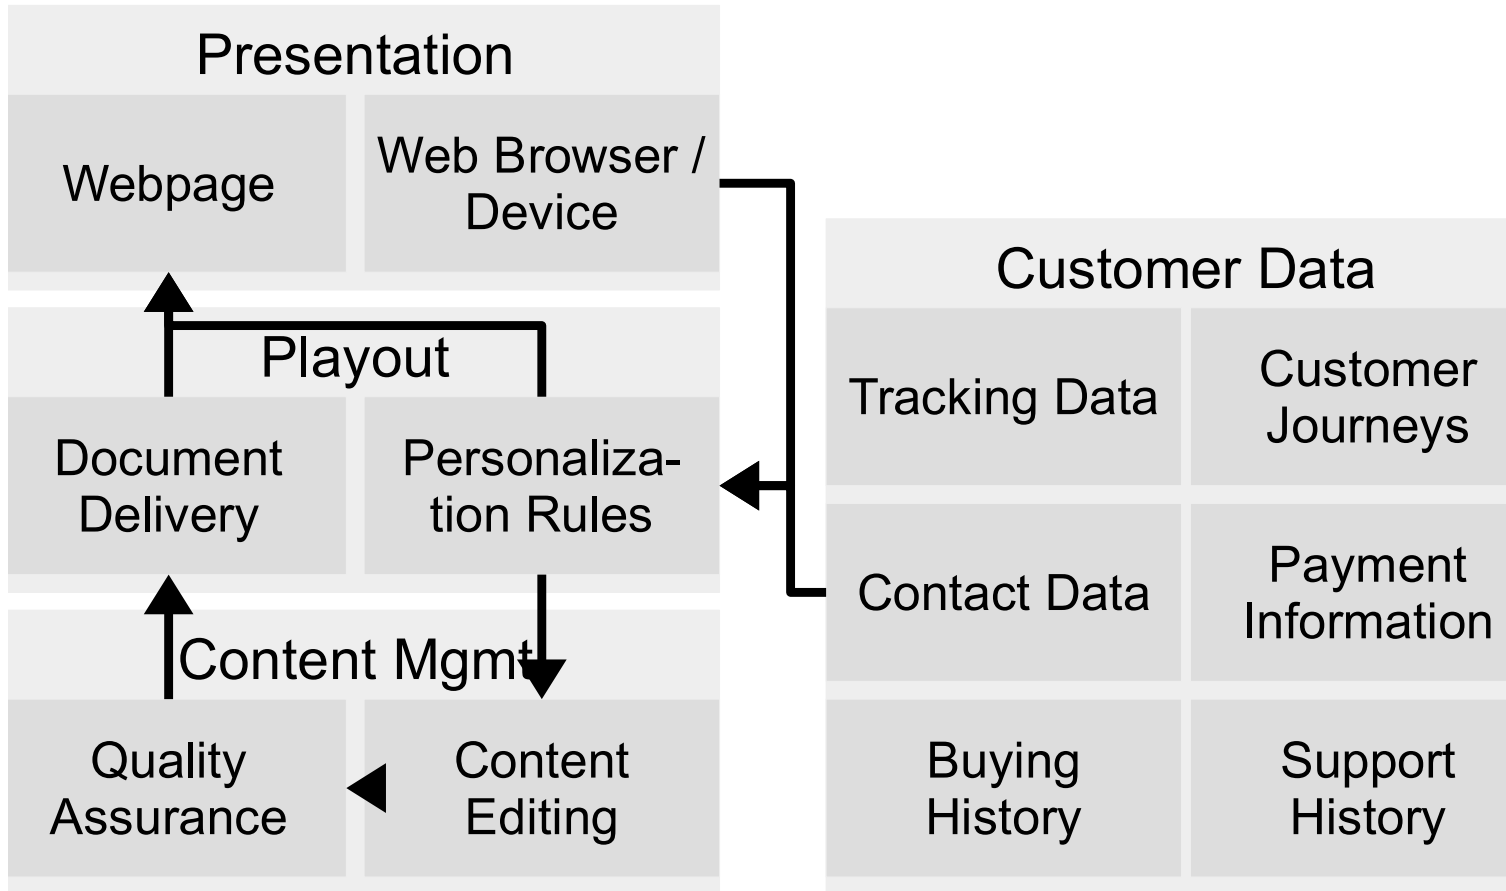 Presentation
Webpage
Web Browser /
Device
Playout
Document
Delivery
Personaliza-
tion Rules
Content Mgmt
Quality
Assurance
Content
Editing
Customer Data
Tracking Data
Customer
Journeys
Contact Data
Payment
Information
Buying
History
Support
History